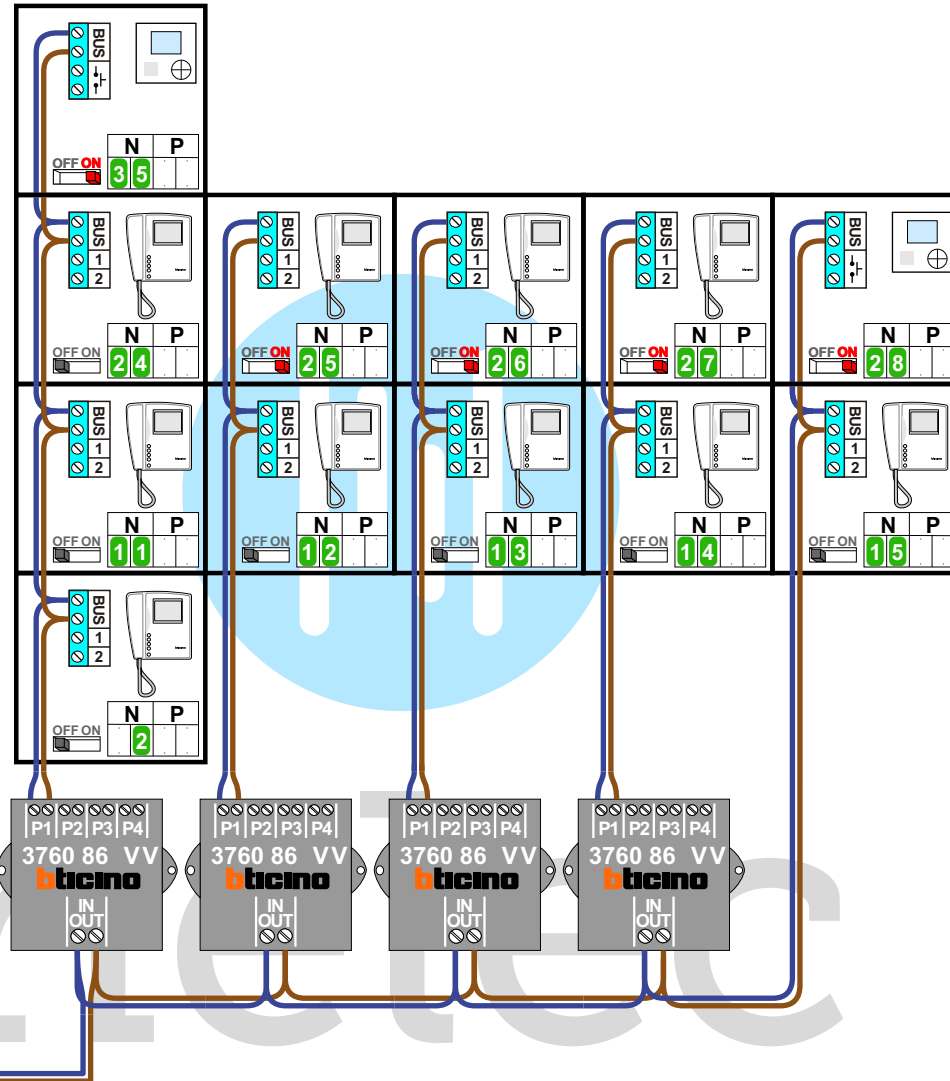 BUS
N P
OFF ON
3 5
BUS 1 2
BUS 1 2
BUS 1 2
BUS 1 2
BUS
N P
N P
N P
N P
N P
OFF ON
2 4
OFF ON
2 5
OFF ON
2 6
OFF ON
2 7
OFF ON
2 8
BUS 1 2
BUS 1 2
BUS 1 2
BUS 1 2
BUS 1 2
N P
N P
N P
N P
N P
OFF ON
1 1
OFF ON
1 2
OFF ON
1 3
OFF ON
1 4
OFF ON
1 5
BUS 1 2
N P
OFF ON
2
P1 P2 P3 P4
3760 86 VV
bticino
IN
OUT
P1 P2 P3 P4
3760 86 VV
bticino
IN
OUT
P1 P2 P3 P4
3760 86 VV
bticino
IN
OUT
P1 P2 P3 P4
3760 86 VV
bticino
IN
OUT